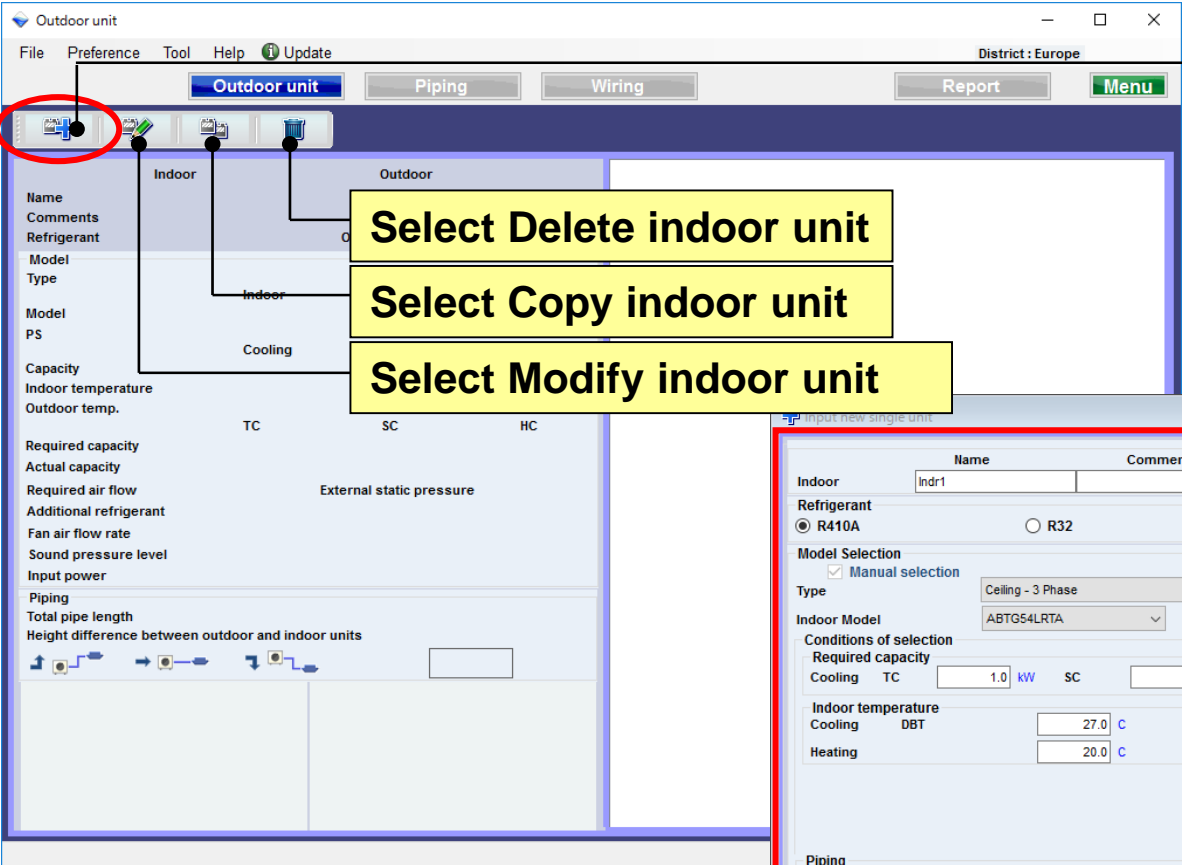 Outdoor unit
File Preference Tool Help Update District : Europe
Outdoor unit Piping Wiring Report Menu
Indoor Outdoor
Name
Comments
Refrigerant O
Select Delete indoor unit
Model
Type
Indoor
Select Copy indoor unit
Model
PS
Cooling
Select Modify indoor unit
Capacity
Indoor temperature
Outdoor temp.
TC SC HC
Required capacity
Actual capacity
Required air flow External static pressure
Additional refrigerant
Fan air flow rate
Sound pressure level
Input power
Piping
Total pipe length
Height difference between outdoor and indoor units
Input new single unit
Name Commen
Indoor Indr1
Refrigerant
R410A R32
Model Selection
Manual selection
Type Ceiling - 3 Phase
Indoor Model ABTG54LRTA
Conditions of selection
Required capacity
Cooling TC 1.0 kW SC
Indoor temperature
Cooling DBT 27.0 C
Heating 20.0 C
Piping